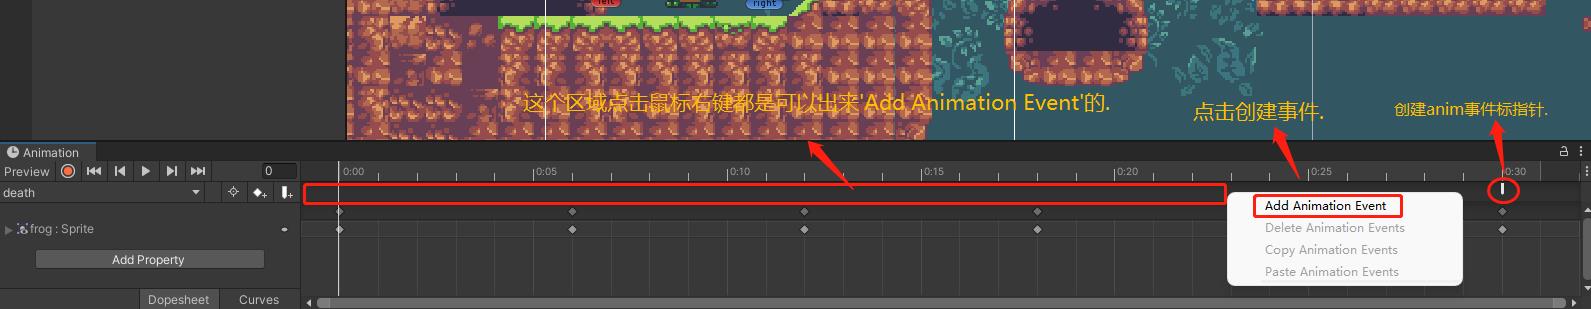 left
right
这个区域点击鼠标右键都是可以出来'Add Animation Event'的.
点击创建事件.
创建anim事件标指针.
Animation
Preview
0
0:00
0:05
0:10
0:15
0:20
0:25
0:30
death
Add Animation Event
Delete Animation Events
Copy Animation Events
Paste Animation Events
frog : Sprite
Add Property
Dopesheet
Curves